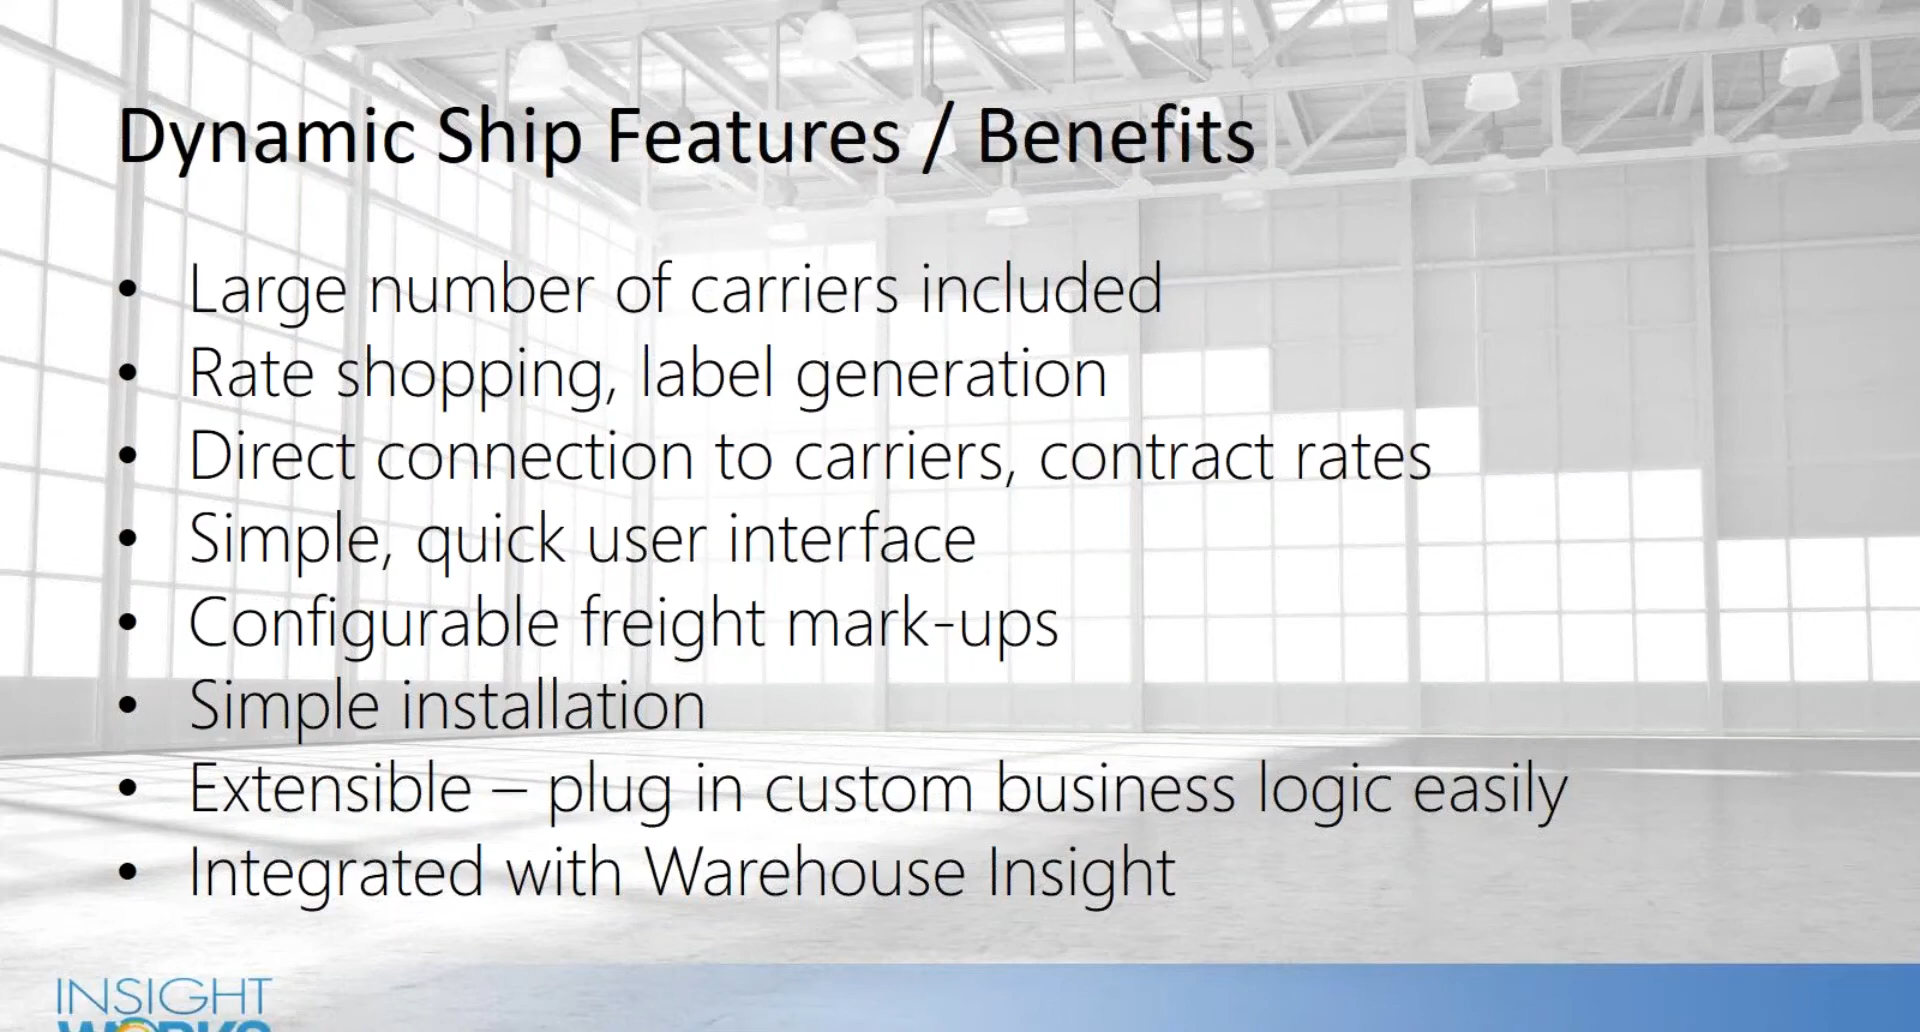 Dynamic Ship Features / Benefits
• Large number of carriers included
• Rate shopping, label generation
• Direct connection to carriers, contract rates
• Simple, quick user interface
• Configurable freight mark-ups
• Simple installation
• Extensible – plug in custom business logic easily
• Integrated with Warehouse Insight
INSIGHT
WORKS